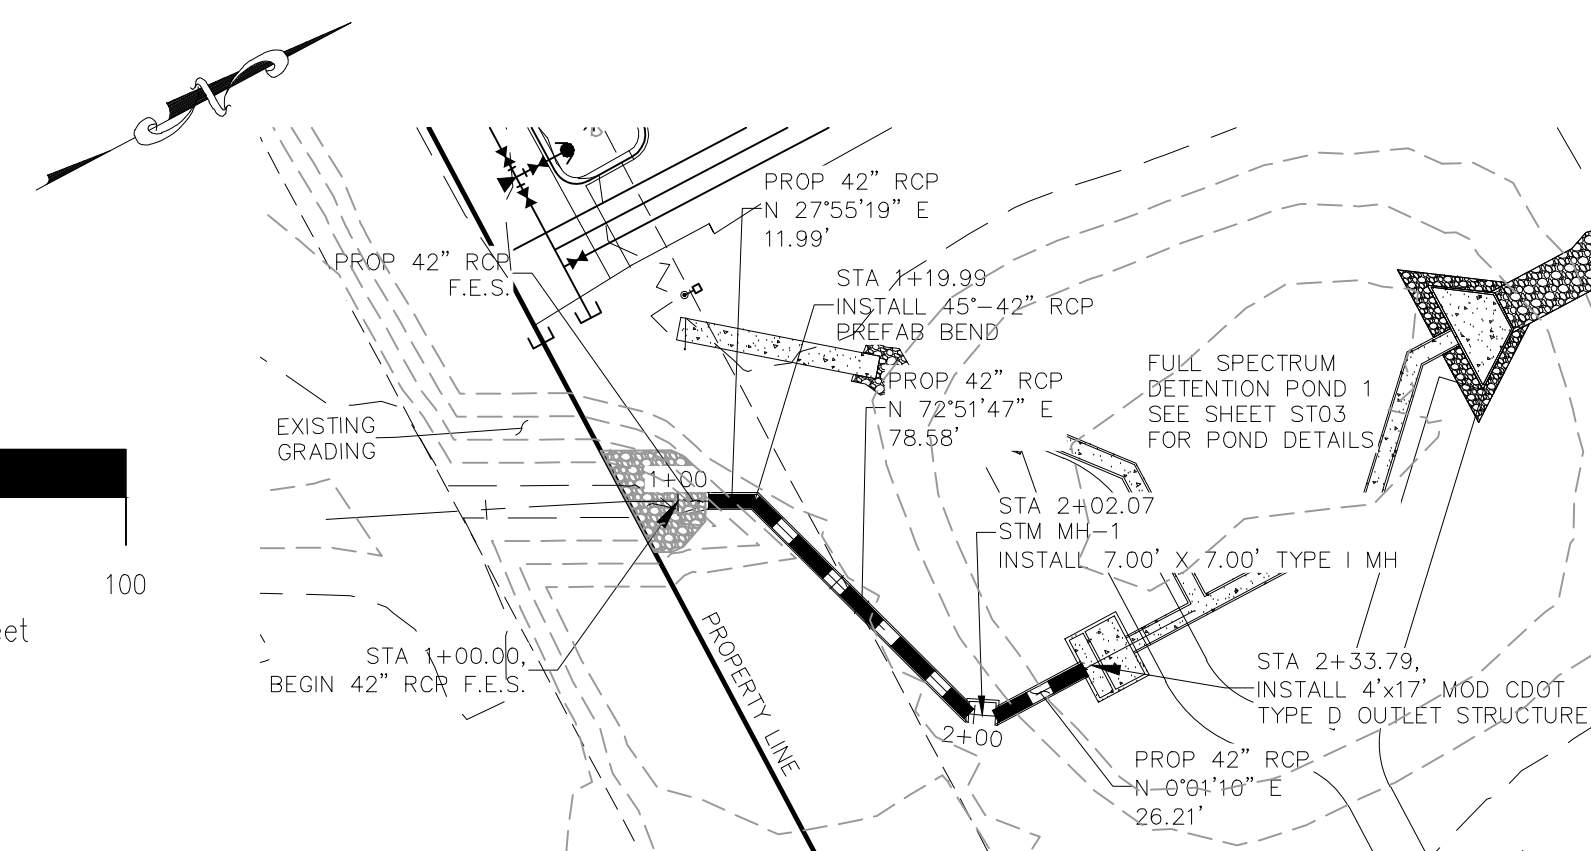 PROP 42" RCP
N 27°55'19" E
11.99'
PROP 42" RCP
F.E.S.
STA 1+19.99
INSTALL 45°-42" RCP
PREFAB BEND
PROP 42" RCP
N 72°51'47" E
78.58'
FULL SPECTRUM
DETENTION POND 1
SEE SHEET ST03
FOR POND DETAILS
EXISTING
GRADING
1+00
STA 2+02.07
STM MH-1
INSTALL 7.00' X 7.00' TYPE I MH
100
eet
STA 1+00.00,
BEGIN 42" RCP F.E.S.
PROPERTY LINE
2+00
STA 2+33.79,
INSTALL 4'x17' MOD CDOT
TYPE D OUTLET STRUCTURE
PROP 42" RCP
N 0°01'10" E
26.21'